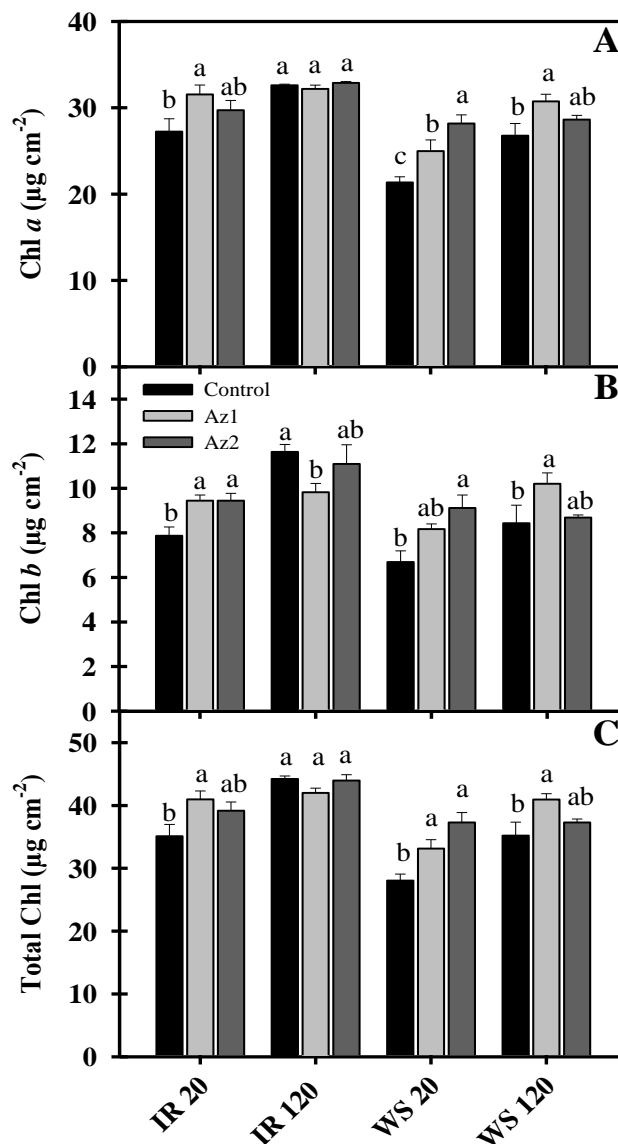 A
40
30
20
10
0
Chl a (µg cm-2)
b a ab
a a a
c b a
b a ab
B
Control
Az1
Az2
14
12
10
8
6
4
2
0
Chl b (µg cm-2)
b a a
a b ab
b ab a
b a ab
C
50
40
30
20
10
0
Total Chl (µg cm-2)
b a ab
a a a
b a a
b a ab
IR 20
IR 120
WS 20
WS 120